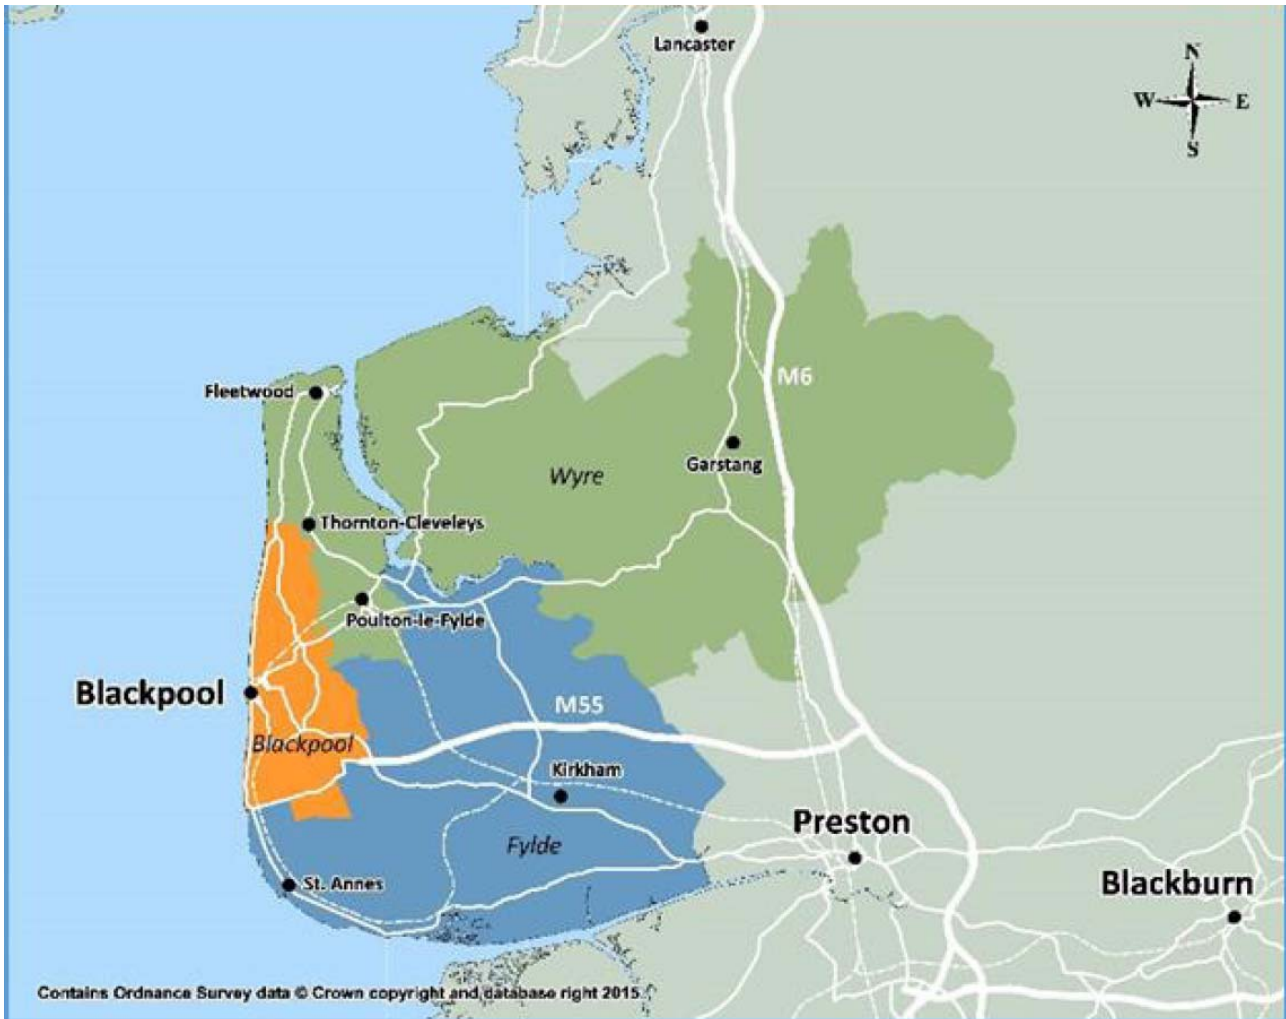 Lancaster
N
W E
S
Fleetwood
M6
Wyre
Garstang
Thornton-Cleveleys
Poulton-le-Fylde
Blackpool
M55
Blackpool
Kirkham
Preston
Fylde
St. Annes
Blackburn
Contains Ordnance Survey data © Crown copyright and database right 2015.